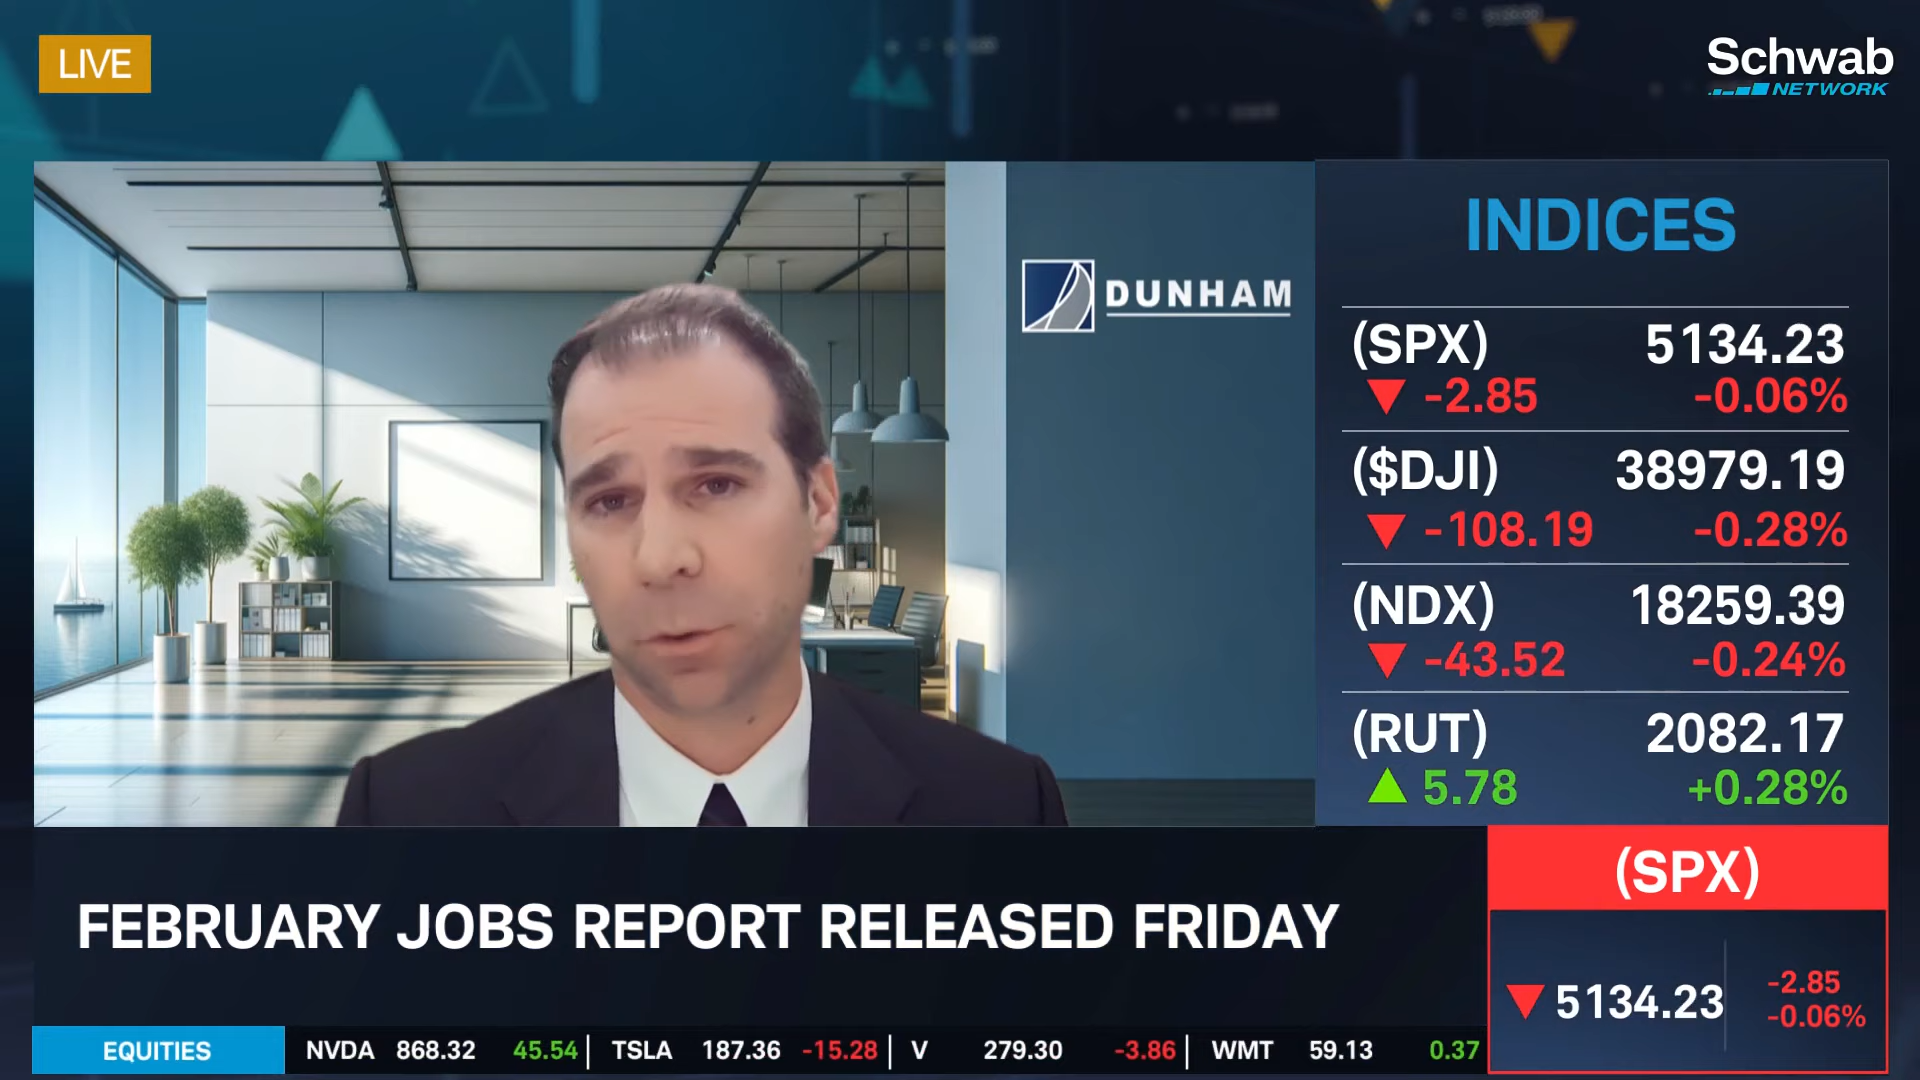 LIVE
Schwab
NETWORK
DUNHAM
INDICES
(SPX) 5134.23
▼ -2.85 -0.06%
($DJI) 38979.19
▼ -108.19 -0.28%
(NDX) 18259.39
▼ -43.52 -0.24%
(RUT) 2082.17
▲ 5.78 +0.28%
FEBRUARY JOBS REPORT RELEASED FRIDAY
(SPX)
▼ 5134.23 -2.85
-0.06%
EQUITIES NVDA 868.32 45.54 | TSLA 187.36 -15.28 | V 279.30 -3.86 | WMT 59.13 0.37